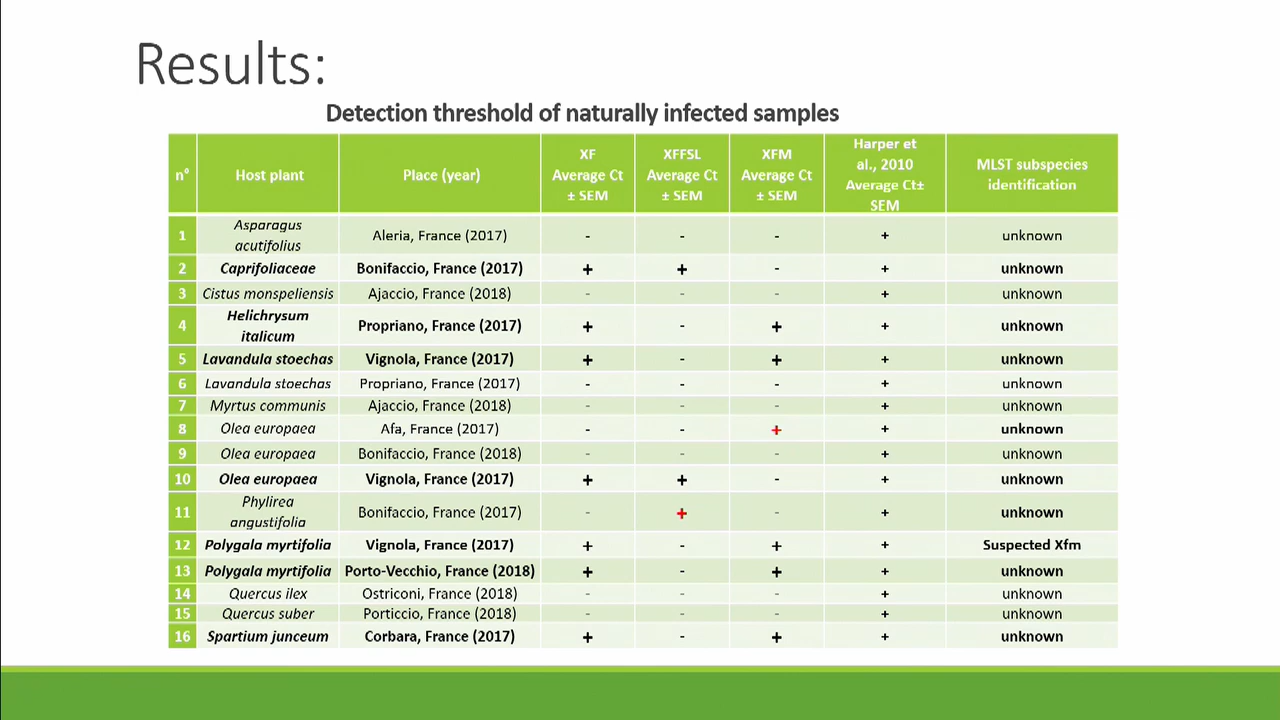 Results:
Detection threshold of naturally infected samples
n° Host plant Place (year) XF Average Ct ± SEM XFFSL Average Ct ± SEM XFM Average Ct ± SEM Harper et al., 2010 Average Ct± SEM MLST subspecies identification
1 Asparagus acutifolius Aleria, France (2017) - - - + unknown
2 Caprifoliaceae Bonifaccio, France (2017) + + - + unknown
3 Cistus monspeliensis Ajaccio, France (2018) - - - + unknown
4 Helichrysum italicum Propriano, France (2017) + - + + unknown
5 Lavandula stoechas Vignola, France (2017) + - + + unknown
6 Lavandula stoechas Propriano, France (2017) - - - + unknown
7 Myrtus communis Ajaccio, France (2018) - - - + unknown
8 Olea europaea Afa, France (2017) - - + + unknown
9 Olea europaea Bonifaccio, France (2018) - - - + unknown
10 Olea europaea Vignola, France (2017) + + - + unknown
11 Phylirea angustifolia Bonifaccio, France (2017) - + - + unknown
12 Polygala myrtifolia Vignola, France (2017) + - + + Suspected Xfm
13 Polygala myrtifolia Porto-Vecchio, France (2018) + - + + unknown
14 Quercus ilex Ostriconi, France (2018) - - - + unknown
15 Quercus suber Porticcio, France (2018) - - - + unknown
16 Spartium junceum Corbara, France (2017) + - + + unknown